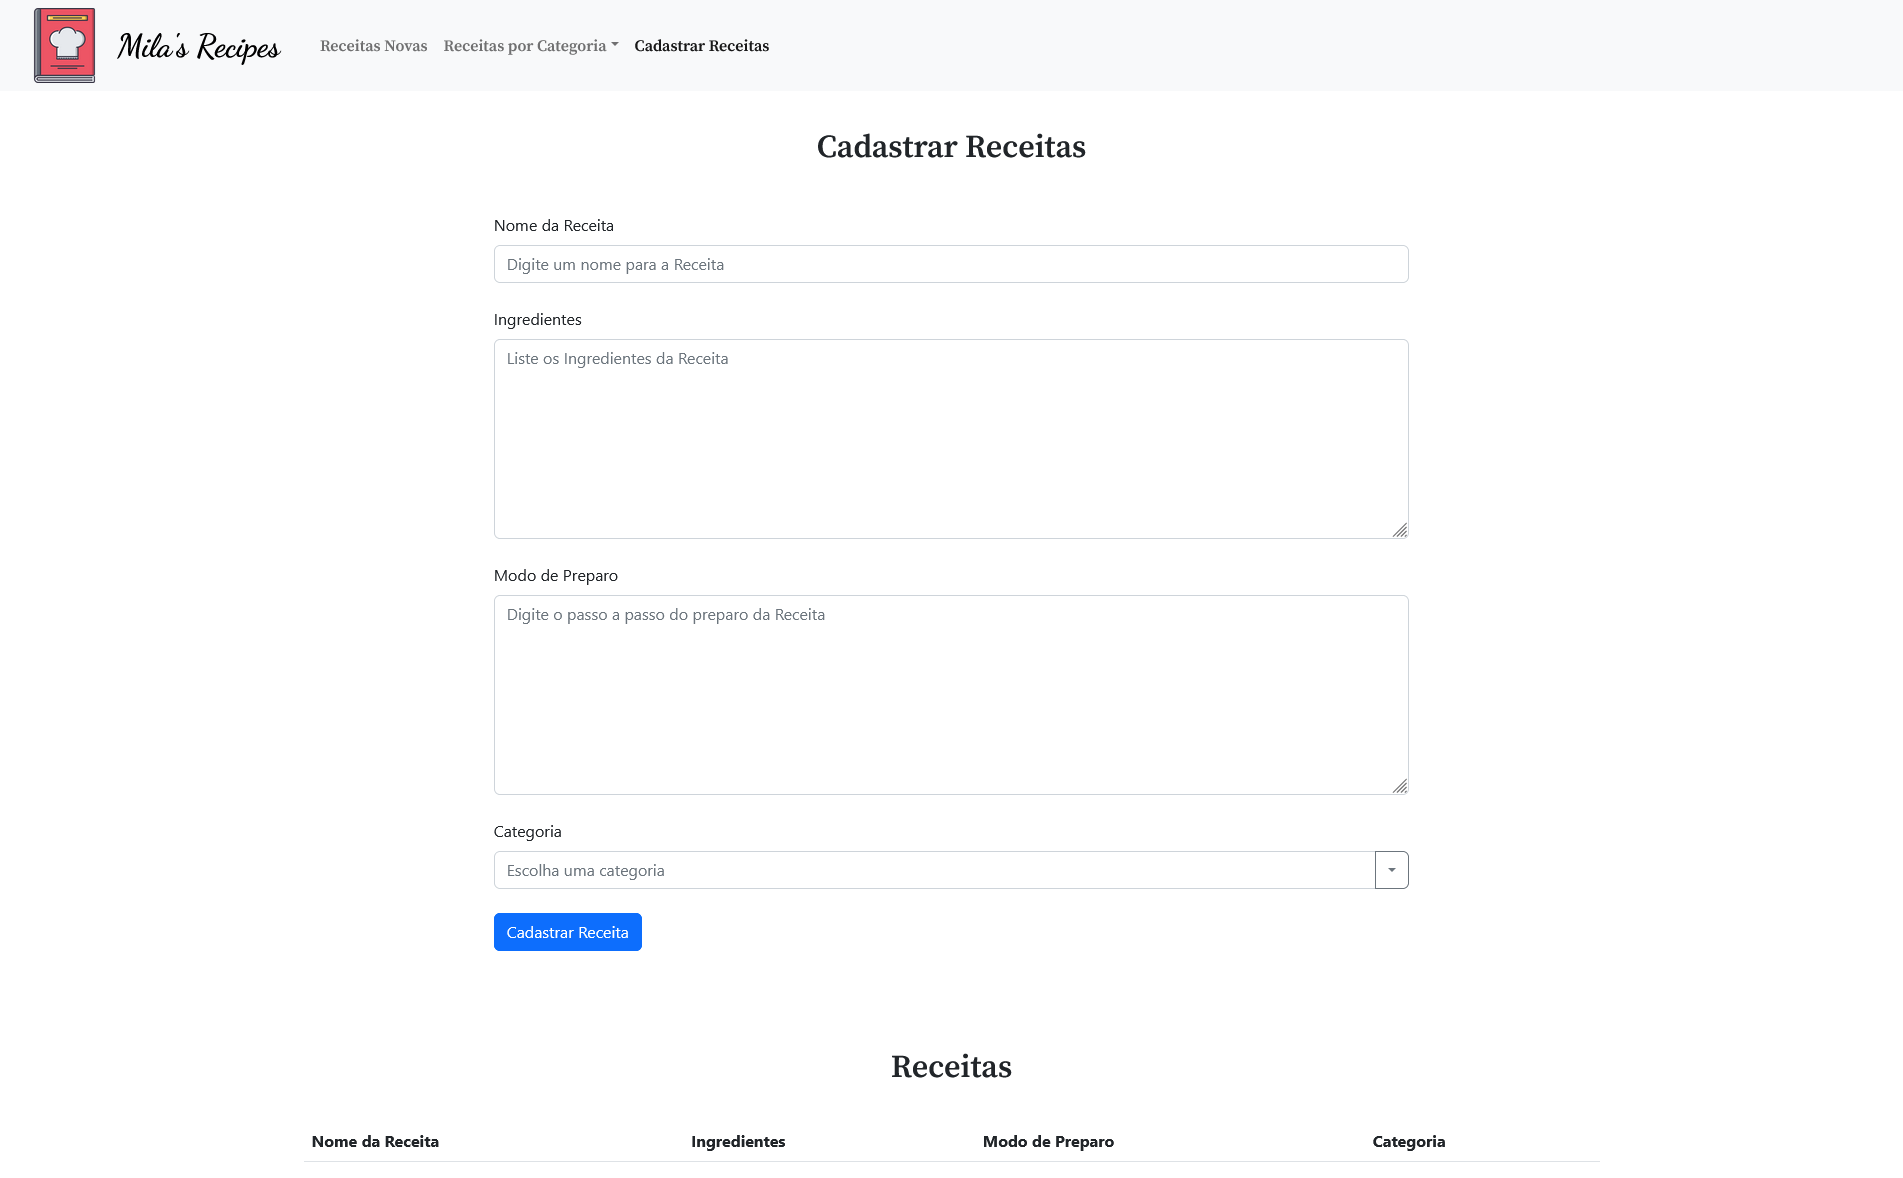 Mila's Recipes
Receitas Novas Receitas por Categoria Cadastrar Receitas
Cadastrar Receitas
Nome da Receita
Digite um nome para a Receita
Ingredientes
Liste os Ingredientes da Receita
Modo de Preparo
Digite o passo a passo do preparo da Receita
Categoria
Escolha uma categoria
Cadastrar Receita
Receitas
Nome da Receita Ingredientes Modo de Preparo Categoria